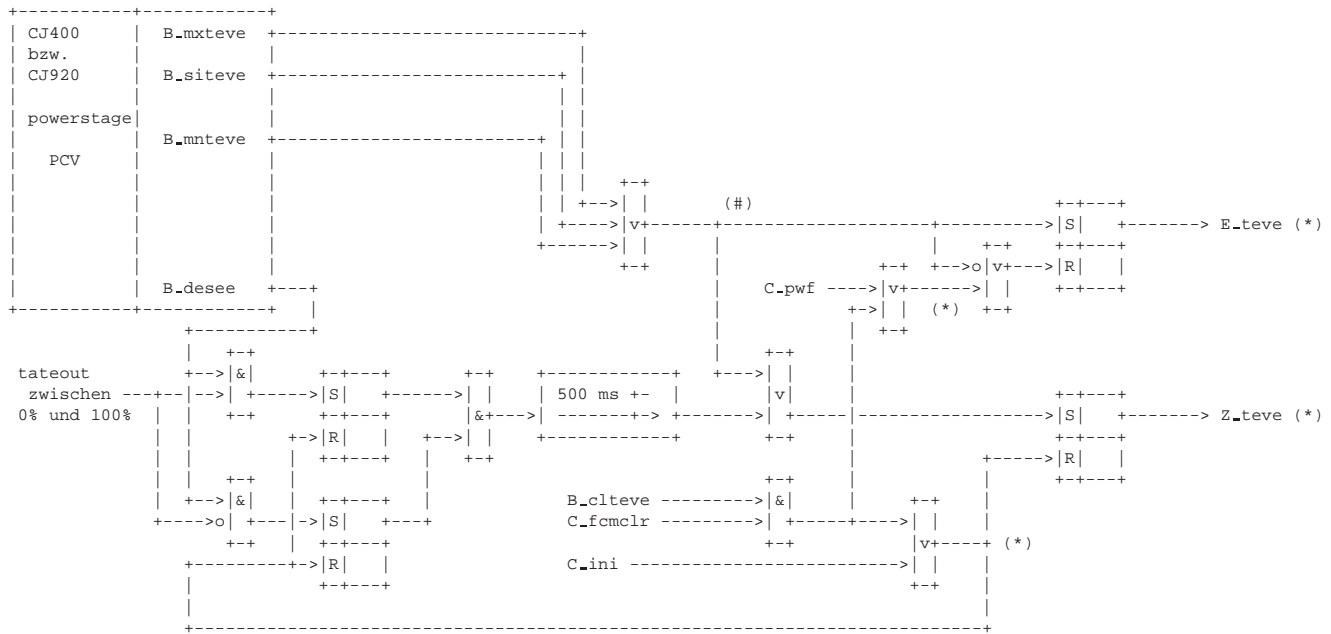 CJ400 B_mxteve
bzw.
CJ920 B_siteve
powerstage
B_mnteve
PCV
(#)
S
v E_teve (*)
v R
B_desee C_pwf v
(*)
&
tateout
zwischen S 500 ms v
0% und 100% & S Z_teve (*)
R
R
& B_clteve &
S C_fcmclr
v (*)
R C_ini